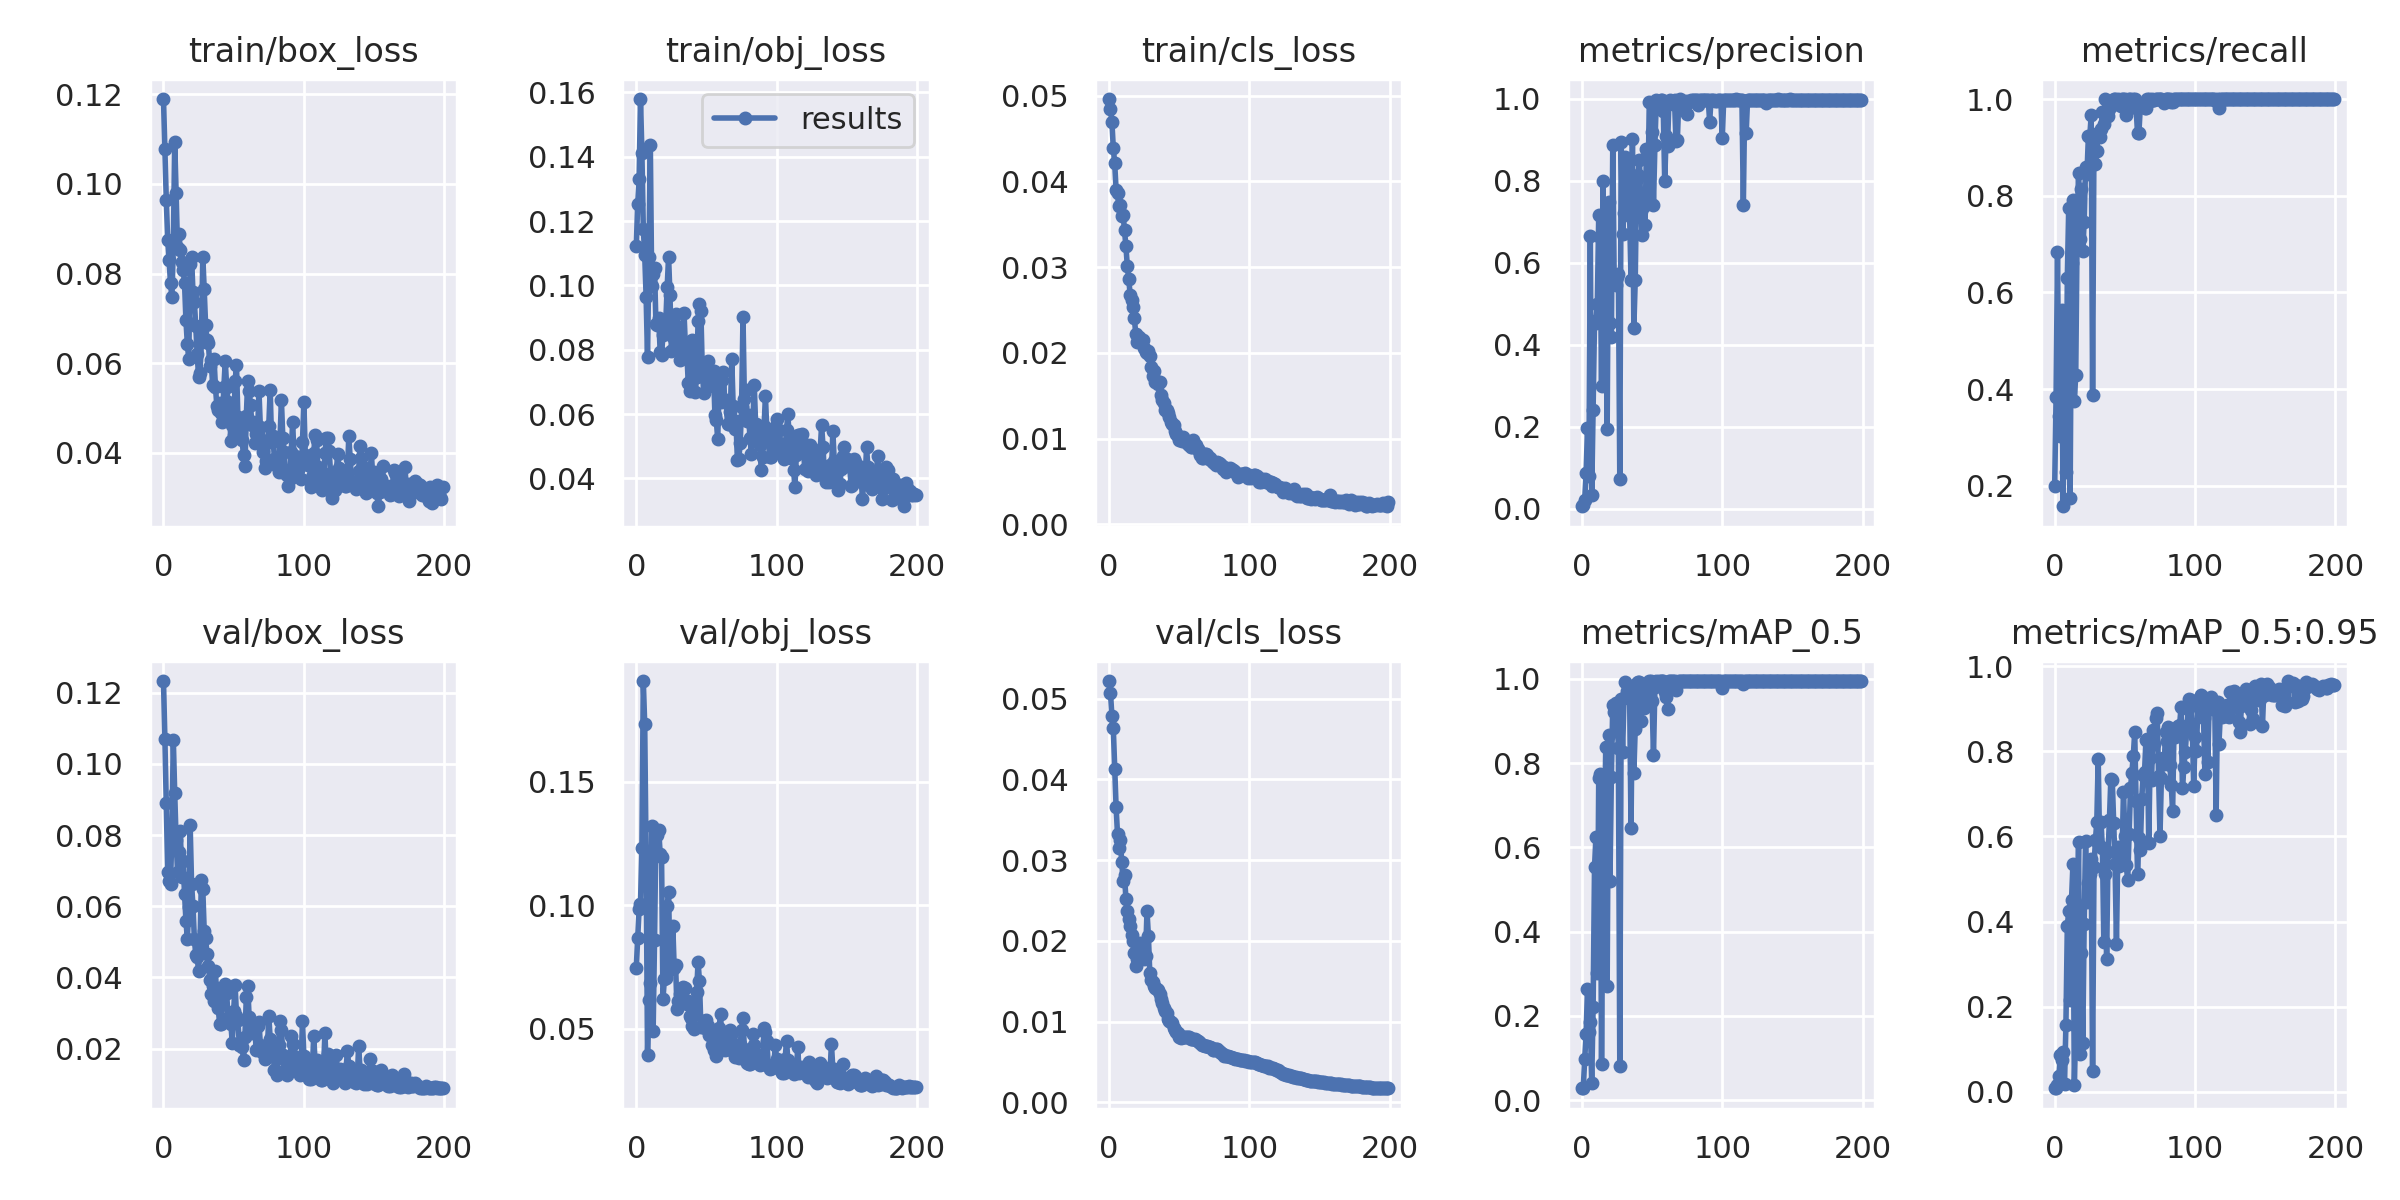 train/box_loss
0.12
0.10
0.08
0.06
0.04
0 100 200
train/obj_loss
results
0.16
0.14
0.12
0.10
0.08
0.06
0.04
0 100 200
train/cls_loss
0.05
0.04
0.03
0.02
0.01
0.00
0 100 200
metrics/precision
1.0
0.8
0.6
0.4
0.2
0.0
0 100 200
metrics/recall
1.0
0.8
0.6
0.4
0.2
0 100 200
val/box_loss
0.12
0.10
0.08
0.06
0.04
0.02
0 100 200
val/obj_loss
0.15
0.10
0.05
0 100 200
val/cls_loss
0.05
0.04
0.03
0.02
0.01
0.00
0 100 200
metrics/mAP_0.5
1.0
0.8
0.6
0.4
0.2
0.0
0 100 200
metrics/mAP_0.5:0.95
1.0
0.8
0.6
0.4
0.2
0.0
0 100 200